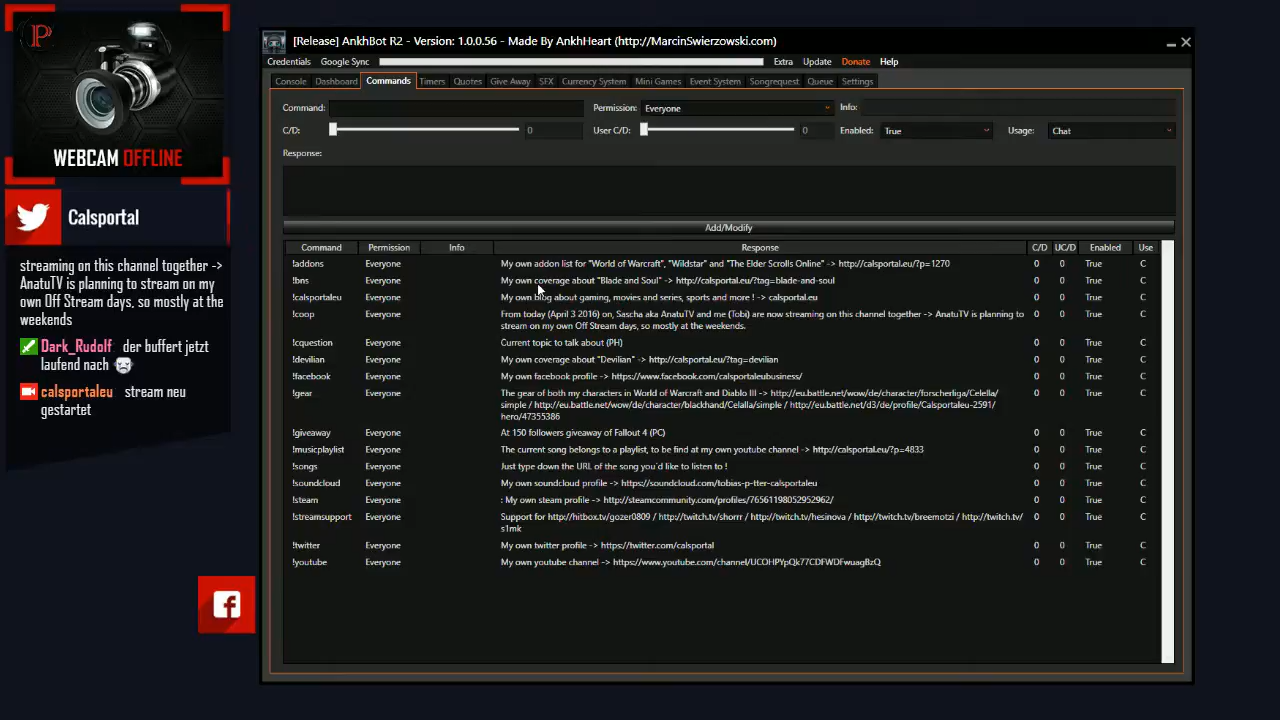 P
WEBCAM OFFLINE
Calsportal
streaming on this channel together ->
AnatuTV is planning to stream on my
own Off Stream days, so mostly at the
weekends
Dark_Rudolf der buffert jetzt
laufend nach
calsportaleu stream neu
gestartet
[Release] AnkhBot R2 - Version: 1.0.0.56 - Made By AnkhHeart (http://MarcinSwierzowski.com)
Credentials Google Sync Extra Update Donate Help
Console Dashboard Commands Timers Quotes Give Away SFX Currency System Mini Games Event System Songrequest Queue Settings
Command: Permission: Everyone Info:
C/D: 0 User C/D: 0 Enabled: True Usage: Chat
Response:
Add/Modify
Command Permission Info Response C/D UC/D Enabled Use
!addons Everyone My own addon list for "World of Warcraft", "Wildstar" and "The Elder Scrolls Online" -> http://calsportal.eu/?p=1270 0 0 True C
!bns Everyone My own coverage about "Blade and Soul" -> http://calsportal.eu/?tag=blade-and-soul 0 0 True C
!calsportaleu Everyone My own blog about gaming, movies and series, sports and more ! -> calsportal.eu 0 0 True C
!coop Everyone From today (April 3 2016) on, Sascha aka AnatuTV and me (Tobi) are now streaming on this channel together -> AnatuTV is planning to 0 0 True C
stream on my own Off Stream days, so mostly at the weekends.
!cquestion Everyone Current topic to talk about (PH) 0 0 True C
!devilian Everyone My own coverage about "Devilian" -> http://calsportal.eu/?tag=devilian 0 0 True C
!facebook Everyone My own facebook profile -> https://www.facebook.com/calsportaleubusiness/ 0 0 True C
!gear Everyone The gear of both my characters in World of Warcraft and Diablo III -> http://eu.battle.net/wow/de/character/forscherliga/Celella/ 0 0 True C
simple / http://eu.battle.net/wow/de/character/blackhand/Celalla/simple / http://eu.battle.net/d3/de/profile/Calsportaleu-2591/
hero/47355386
!giveaway Everyone At 150 followers giveaway of Fallout 4 (PC) 0 0 True C
!musicplaylist Everyone The current song belongs to a playlist, to be find at my own youtube channel -> http://calsportal.eu/?p=4833 0 0 True C
!songs Everyone Just type down the URL of the song you'd like to listen to ! 0 0 True C
!soundcloud Everyone My own soundcloud profile -> https://soundcloud.com/tobias-p-tter-calsportaleu 0 0 True C
!steam Everyone : My own steam profile -> http://steamcommunity.com/profiles/76561198052952962/ 0 0 True C
!streamsupport Everyone Support for http://hitbox.tv/gozer0809 / http://twitch.tv/shorrr / http://twitch.tv/hesinova / http://twitch.tv/breemotzi / http://twitch.tv/ 0 0 True C
s1mk
!twitter Everyone My own twitter profile -> https://twitter.com/calsportal 0 0 True C
!youtube Everyone My own youtube channel -> https://www.youtube.com/channel/UCOHPYpQk77CDFWDFwuagBzQ 0 0 True C